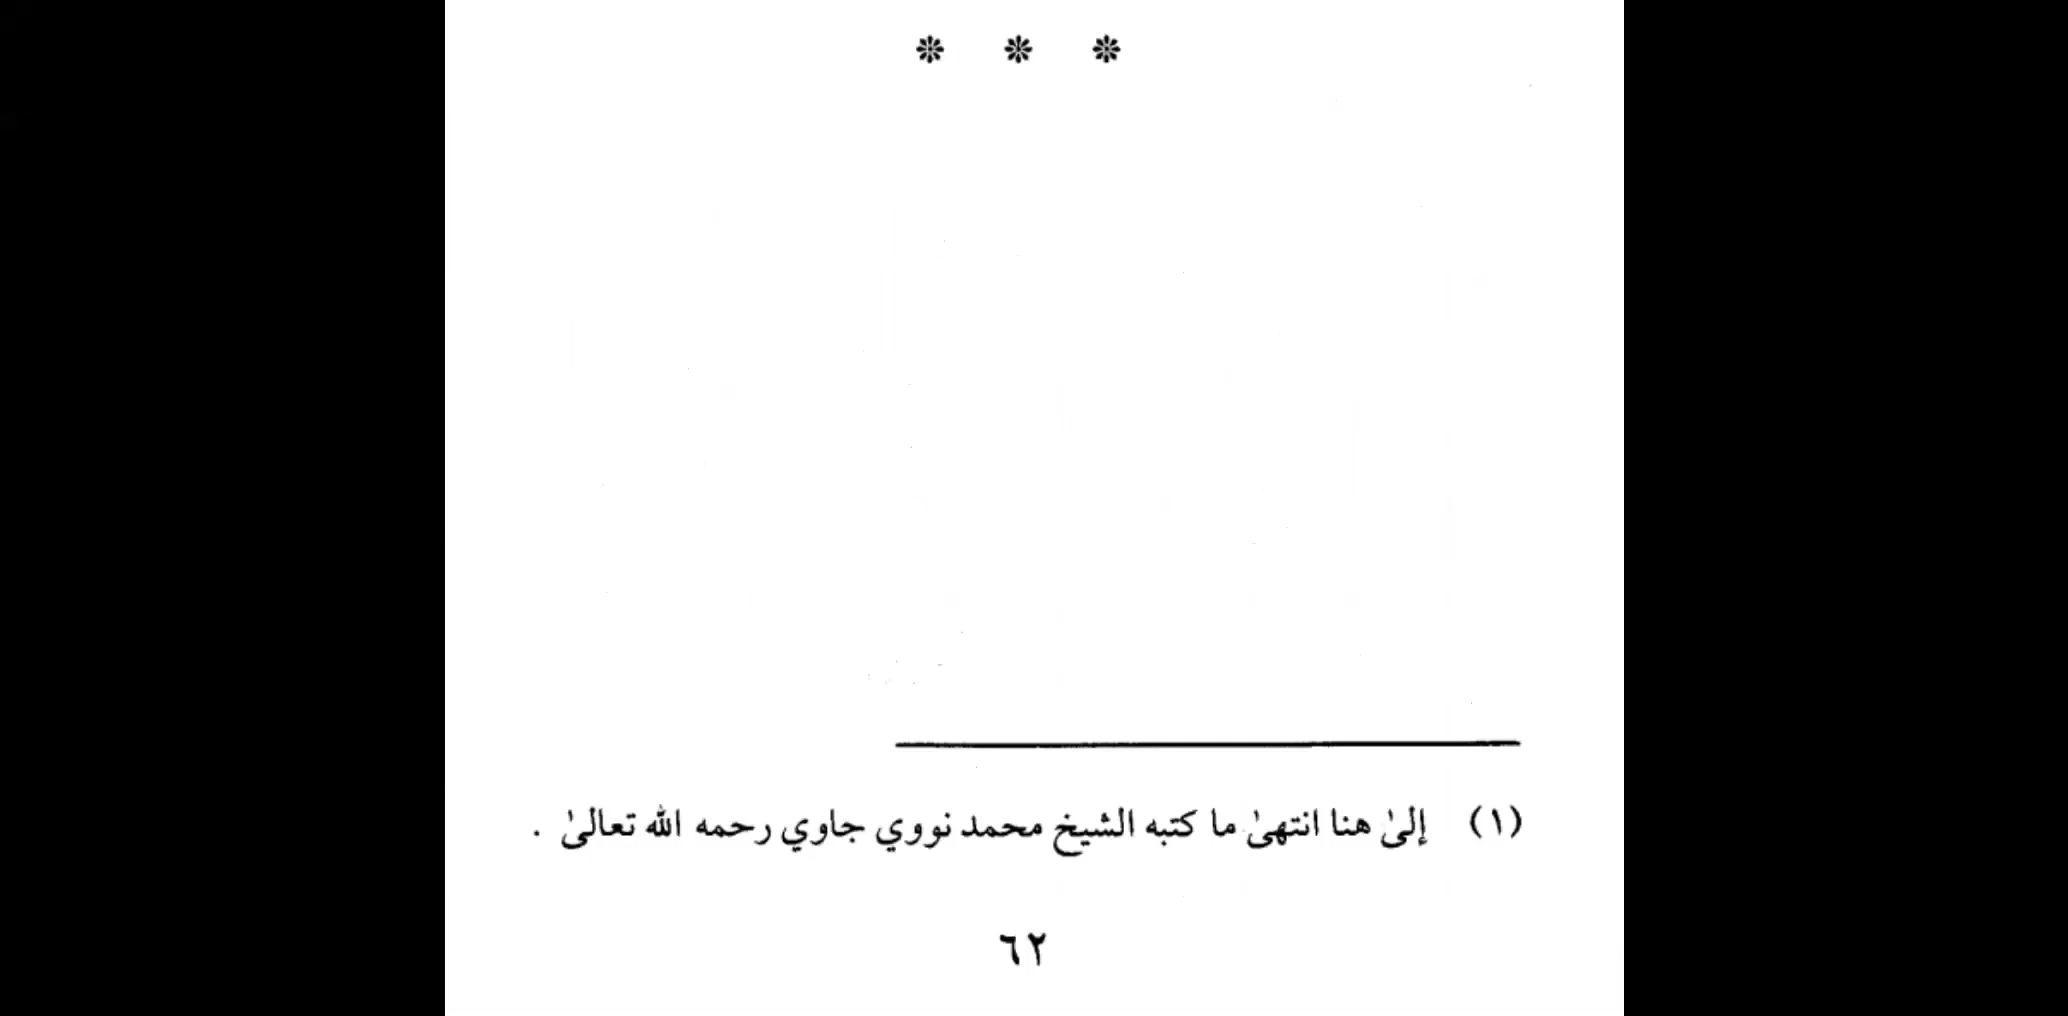 (١) إلىٰ هنا انتهىٰ ما كتبه الشيخ محمد نووي جاوي رحمه الله تعالىٰ .
٦٢